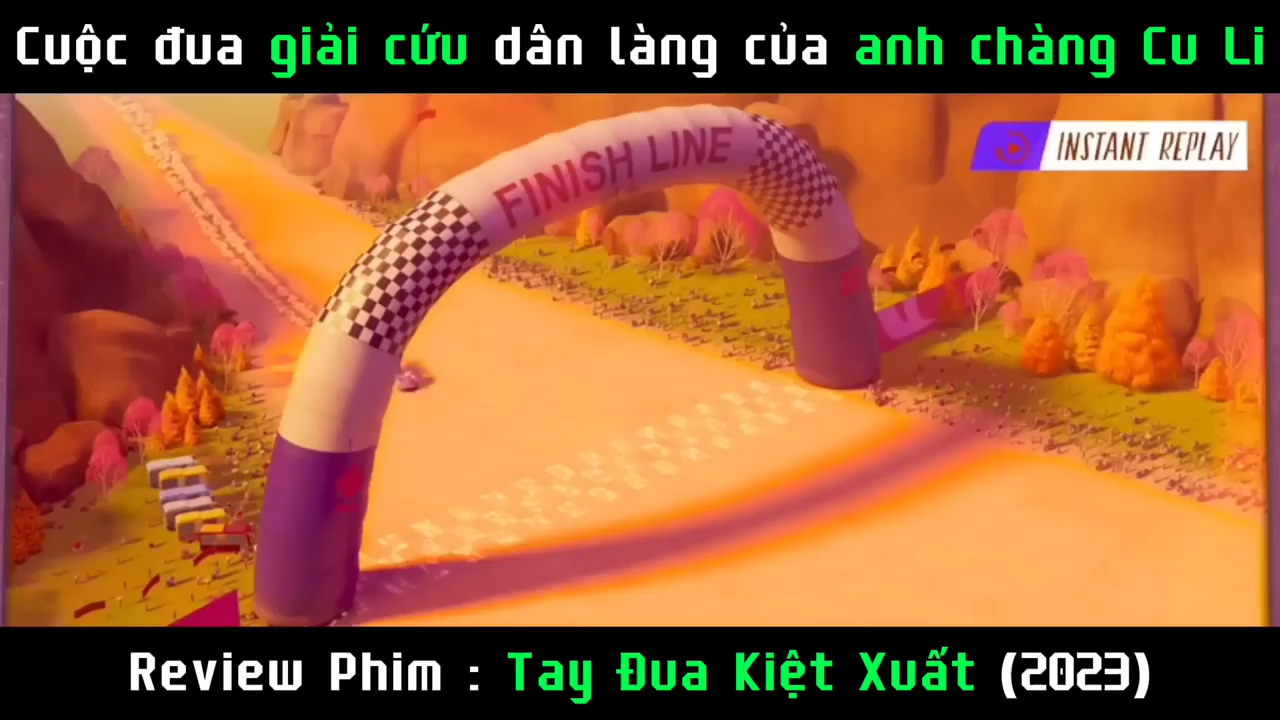 Cuộc đua giải cứu dân làng của anh chàng Cu Li
FINISH LINE
INSTANT REPLAY
Review Phim : Tay Đua Kiệt Xuất (2023)